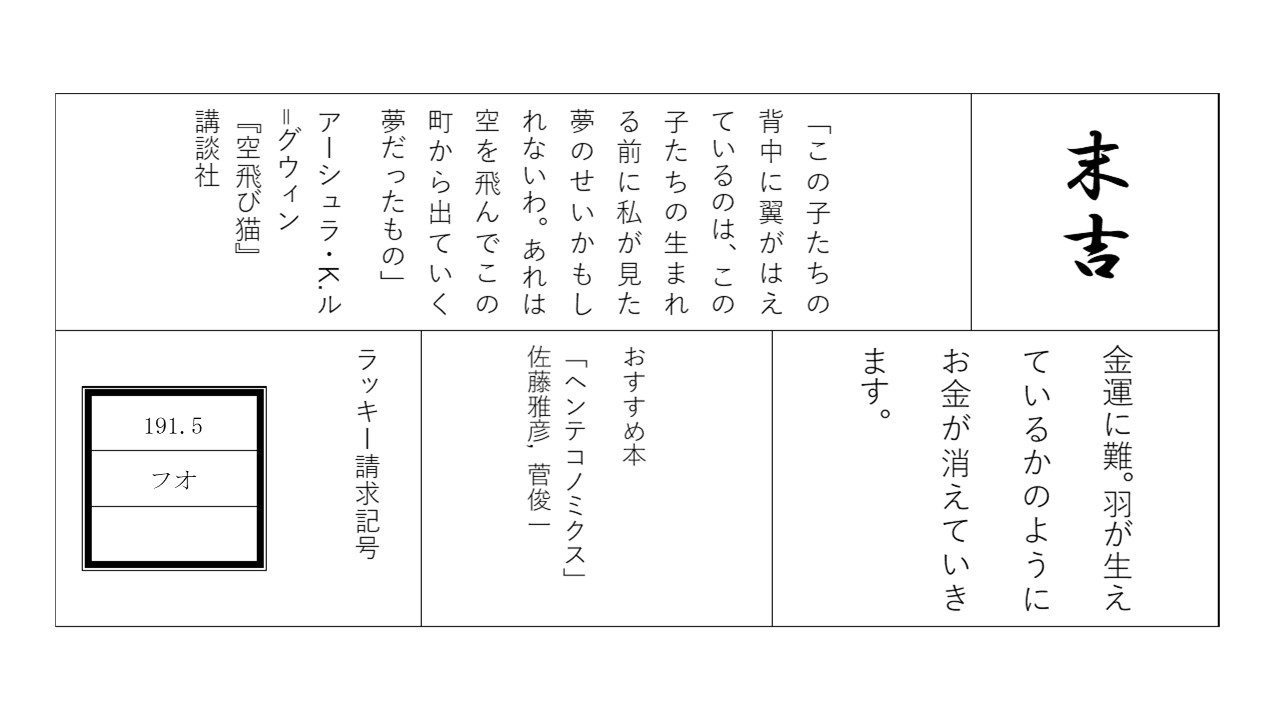 末吉
「この子たちの
背中に翼がはえ
ているのは、この
子たちの生まれ
る前に私が見た
夢のせいかもし
れないわ。あれは
空を飛んでこの
町から出ていく
夢だったもの」
アーシュラ・K.ル
=グウィン
『空飛び猫』
講談社
金運に難。羽が生え
ているかのように
お金が消えていき
ます。
おすすめ本
「ヘンテコノミクス」
佐藤雅彦, 菅俊一
ラッキー請求記号
191.5
フオ